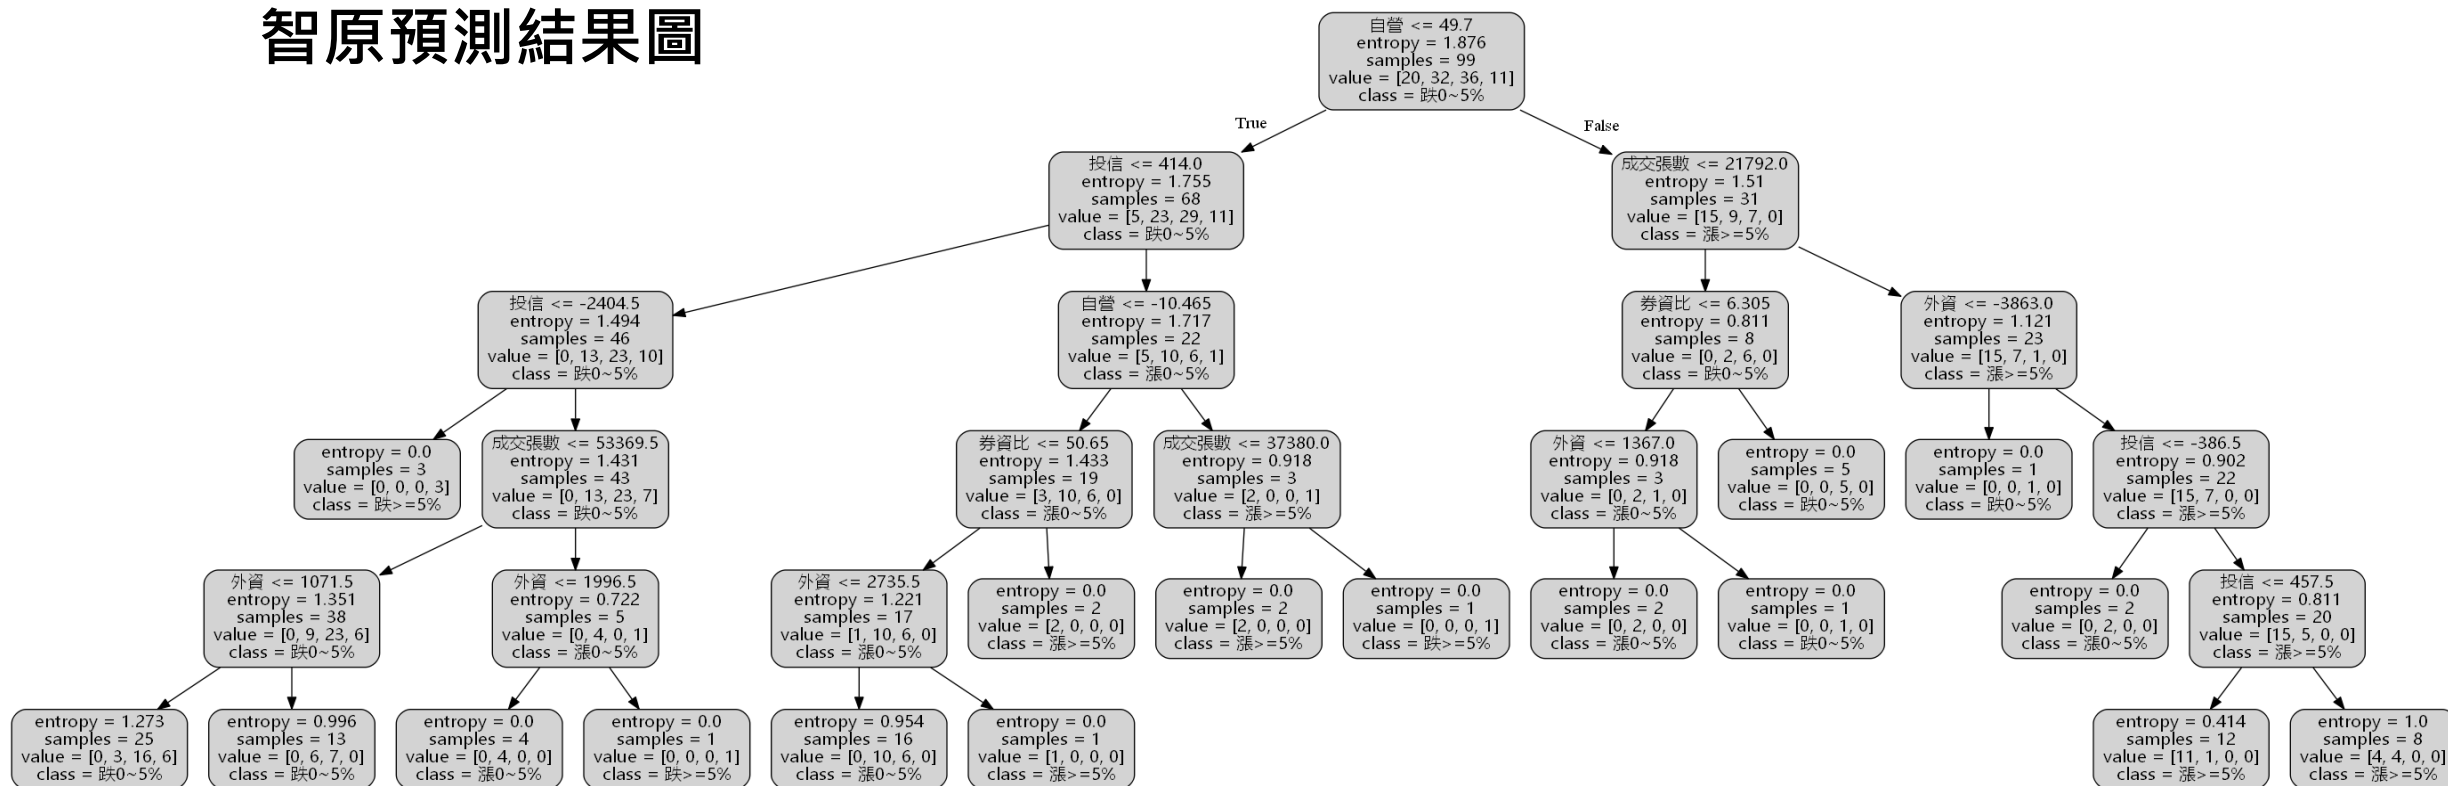 智原預測結果圖
自營 <= 49.7
entropy = 1.876
samples = 99
value = [20, 32, 36, 11]
class = 跌0~5%
True
False
投信 <= 414.0
entropy = 1.755
samples = 68
value = [5, 23, 29, 11]
class = 跌0~5%
成交張數 <= 21792.0
entropy = 1.51
samples = 31
value = [15, 9, 7, 0]
class = 漲>=5%
投信 <= -2404.5
entropy = 1.494
samples = 46
value = [0, 13, 23, 10]
class = 跌0~5%
自營 <= -10.465
entropy = 1.717
samples = 22
value = [5, 10, 6, 1]
class = 漲0~5%
券資比 <= 6.305
entropy = 0.811
samples = 8
value = [0, 2, 6, 0]
class = 跌0~5%
外資 <= -3863.0
entropy = 1.121
samples = 23
value = [15, 7, 1, 0]
class = 漲>=5%
entropy = 0.0
samples = 3
value = [0, 0, 0, 3]
class = 跌>=5%
成交張數 <= 53369.5
entropy = 1.431
samples = 43
value = [0, 13, 23, 7]
class = 跌0~5%
券資比 <= 50.65
entropy = 1.433
samples = 19
value = [3, 10, 6, 0]
class = 漲0~5%
成交張數 <= 37380.0
entropy = 0.918
samples = 3
value = [2, 0, 0, 1]
class = 漲>=5%
外資 <= 1367.0
entropy = 0.918
samples = 3
value = [0, 2, 1, 0]
class = 漲0~5%
entropy = 0.0
samples = 5
value = [0, 0, 5, 0]
class = 跌0~5%
entropy = 0.0
samples = 1
value = [0, 0, 1, 0]
class = 跌0~5%
投信 <= -386.5
entropy = 0.902
samples = 22
value = [15, 7, 0, 0]
class = 漲>=5%
外資 <= 1071.5
entropy = 1.351
samples = 38
value = [0, 9, 23, 6]
class = 跌0~5%
外資 <= 1996.5
entropy = 0.722
samples = 5
value = [0, 4, 0, 1]
class = 漲0~5%
外資 <= 2735.5
entropy = 1.221
samples = 17
value = [1, 10, 6, 0]
class = 漲0~5%
entropy = 0.0
samples = 2
value = [2, 0, 0, 0]
class = 漲>=5%
entropy = 0.0
samples = 2
value = [2, 0, 0, 0]
class = 漲>=5%
entropy = 0.0
samples = 1
value = [0, 0, 0, 1]
class = 跌>=5%
entropy = 0.0
samples = 2
value = [0, 2, 0, 0]
class = 漲0~5%
entropy = 0.0
samples = 1
value = [0, 0, 1, 0]
class = 跌0~5%
entropy = 0.0
samples = 2
value = [0, 2, 0, 0]
class = 漲0~5%
投信 <= 457.5
entropy = 0.811
samples = 20
value = [15, 5, 0, 0]
class = 漲>=5%
entropy = 1.273
samples = 25
value = [0, 3, 16, 6]
class = 跌0~5%
entropy = 0.996
samples = 13
value = [0, 6, 7, 0]
class = 跌0~5%
entropy = 0.0
samples = 4
value = [0, 4, 0, 0]
class = 漲0~5%
entropy = 0.0
samples = 1
value = [0, 0, 0, 1]
class = 跌>=5%
entropy = 0.954
samples = 16
value = [0, 10, 6, 0]
class = 漲0~5%
entropy = 0.0
samples = 1
value = [1, 0, 0, 0]
class = 漲>=5%
entropy = 0.414
samples = 12
value = [11, 1, 0, 0]
class = 漲>=5%
entropy = 1.0
samples = 8
value = [4, 4, 0, 0]
class = 漲>=5%